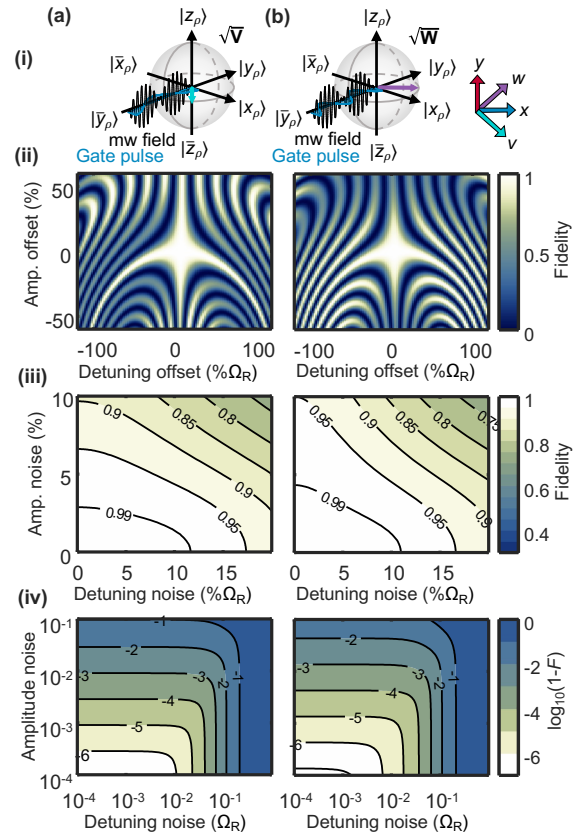 (a)
(b)
(i)
|z_ρ⟩
√V
|x̄_ρ⟩
|y_ρ⟩
|x_ρ⟩
|ȳ_ρ⟩
|z̄_ρ⟩
mw field
Gate pulse
|z_ρ⟩
√W
|x̄_ρ⟩
|y_ρ⟩
|x_ρ⟩
|ȳ_ρ⟩
|z̄_ρ⟩
mw field
Gate pulse
y
w
x
v
(ii)
Amp. offset (%)
50
0
-50
-100 0 100
Detuning offset (%Ω_R)
-100 0 100
Detuning offset (%Ω_R)
1
0.5
0
Fidelity
(iii)
Amp. noise (%)
10
5
0
0.9 0.85 0.8
0.9
0.95
0.99
0 5 10 15
Detuning noise (%Ω_R)
0.95 0.9 0.85 0.8 0.75
0.9
0.95
0.99
0 5 10 15
Detuning noise (%Ω_R)
1
0.8
0.6
0.4
Fidelity
(iv)
Amplitude noise
10⁻¹
10⁻²
10⁻³
10⁻⁴
-1
-2
-3 -3 -2 -1
-4
-5
-6
10⁻⁴ 10⁻³ 10⁻² 10⁻¹
Detuning noise (Ω_R)
-1
-2
-3 -3 -2 -1
-4
-5
-6
10⁻⁴ 10⁻³ 10⁻² 10⁻¹
Detuning noise (Ω_R)
0
-2
-4
-6
log₁₀(1-F)